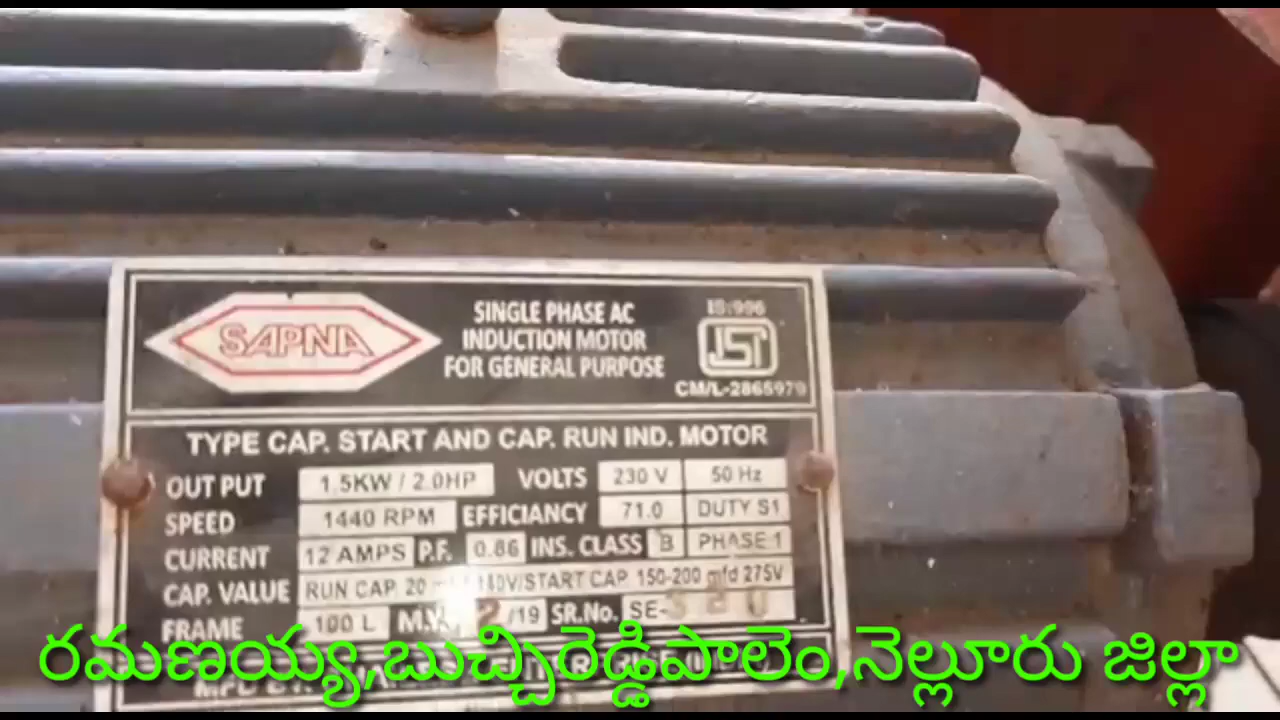 SAPNA
SINGLE PHASE AC
INDUCTION MOTOR
FOR GENERAL PURPOSE
IS:996
ISI
CM/L-2865979
TYPE CAP. START AND CAP. RUN IND. MOTOR
OUT PUT 1.5KW / 2.0HP VOLTS 230 V 50 Hz
SPEED 1440 RPM EFFICIANCY 71.0 DUTY S1
CURRENT 12 AMPS P.F. 0.86 INS. CLASS B PHASE 1
CAP. VALUE RUN CAP. 20 /START CAP. 150-200 mfd 275V
FRAME 100 L M.Y. /19 SR.No. SE-
రమణయ్య,బుచ్చిరెడ్డిపాలెం,నెల్లూరు జిల్లా